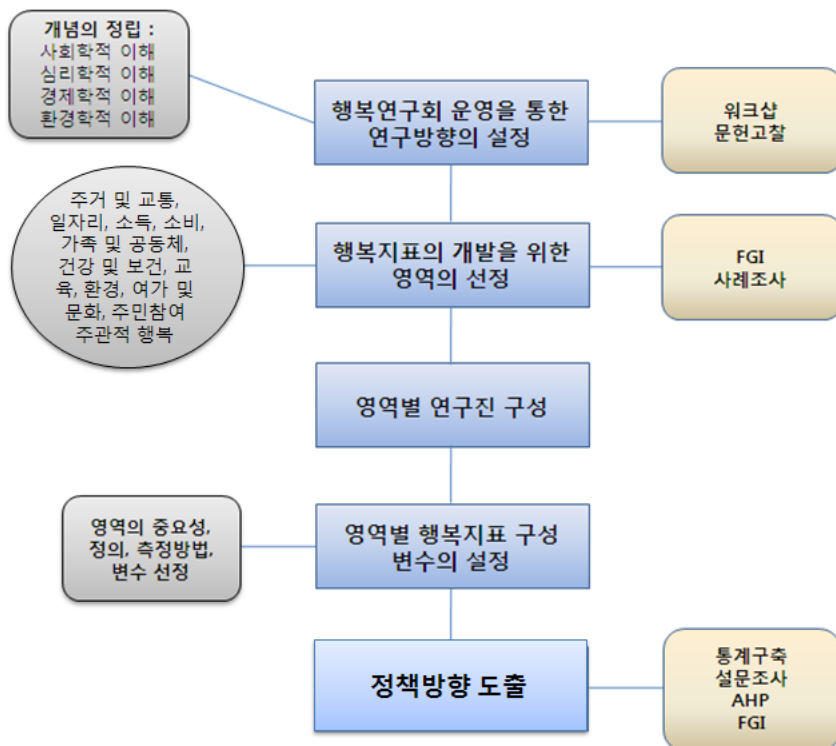 개념의 정립 :
사회학적 이해
심리학적 이해
경제학적 이해
환경학적 이해
행복연구회 운영을 통한
연구방향의 설정
워크샵
문헌고찰
주거 및 교통,
일자리, 소득, 소비,
가족 및 공동체,
건강 및 보건, 교
육, 환경, 여가 및
문화, 주민참여
주관적 행복
행복지표의 개발을 위한
영역의 선정
FGI
사례조사
영역별 연구진 구성
영역의 중요성,
정의, 측정방법,
변수 선정
영역별 행복지표 구성
변수의 설정
정책방향 도출
통계구축
설문조사
AHP
FGI